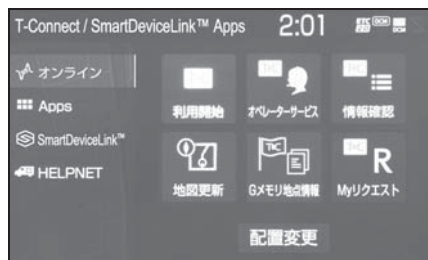 T-Connect / SmartDeviceLink™ Apps 2:01
オンライン
Apps
SmartDeviceLink™
HELPNET
利用開始 オペレーターサービス 情報確認
地図更新 Gメモリ地点情報 Myリクエスト
R
配置変更